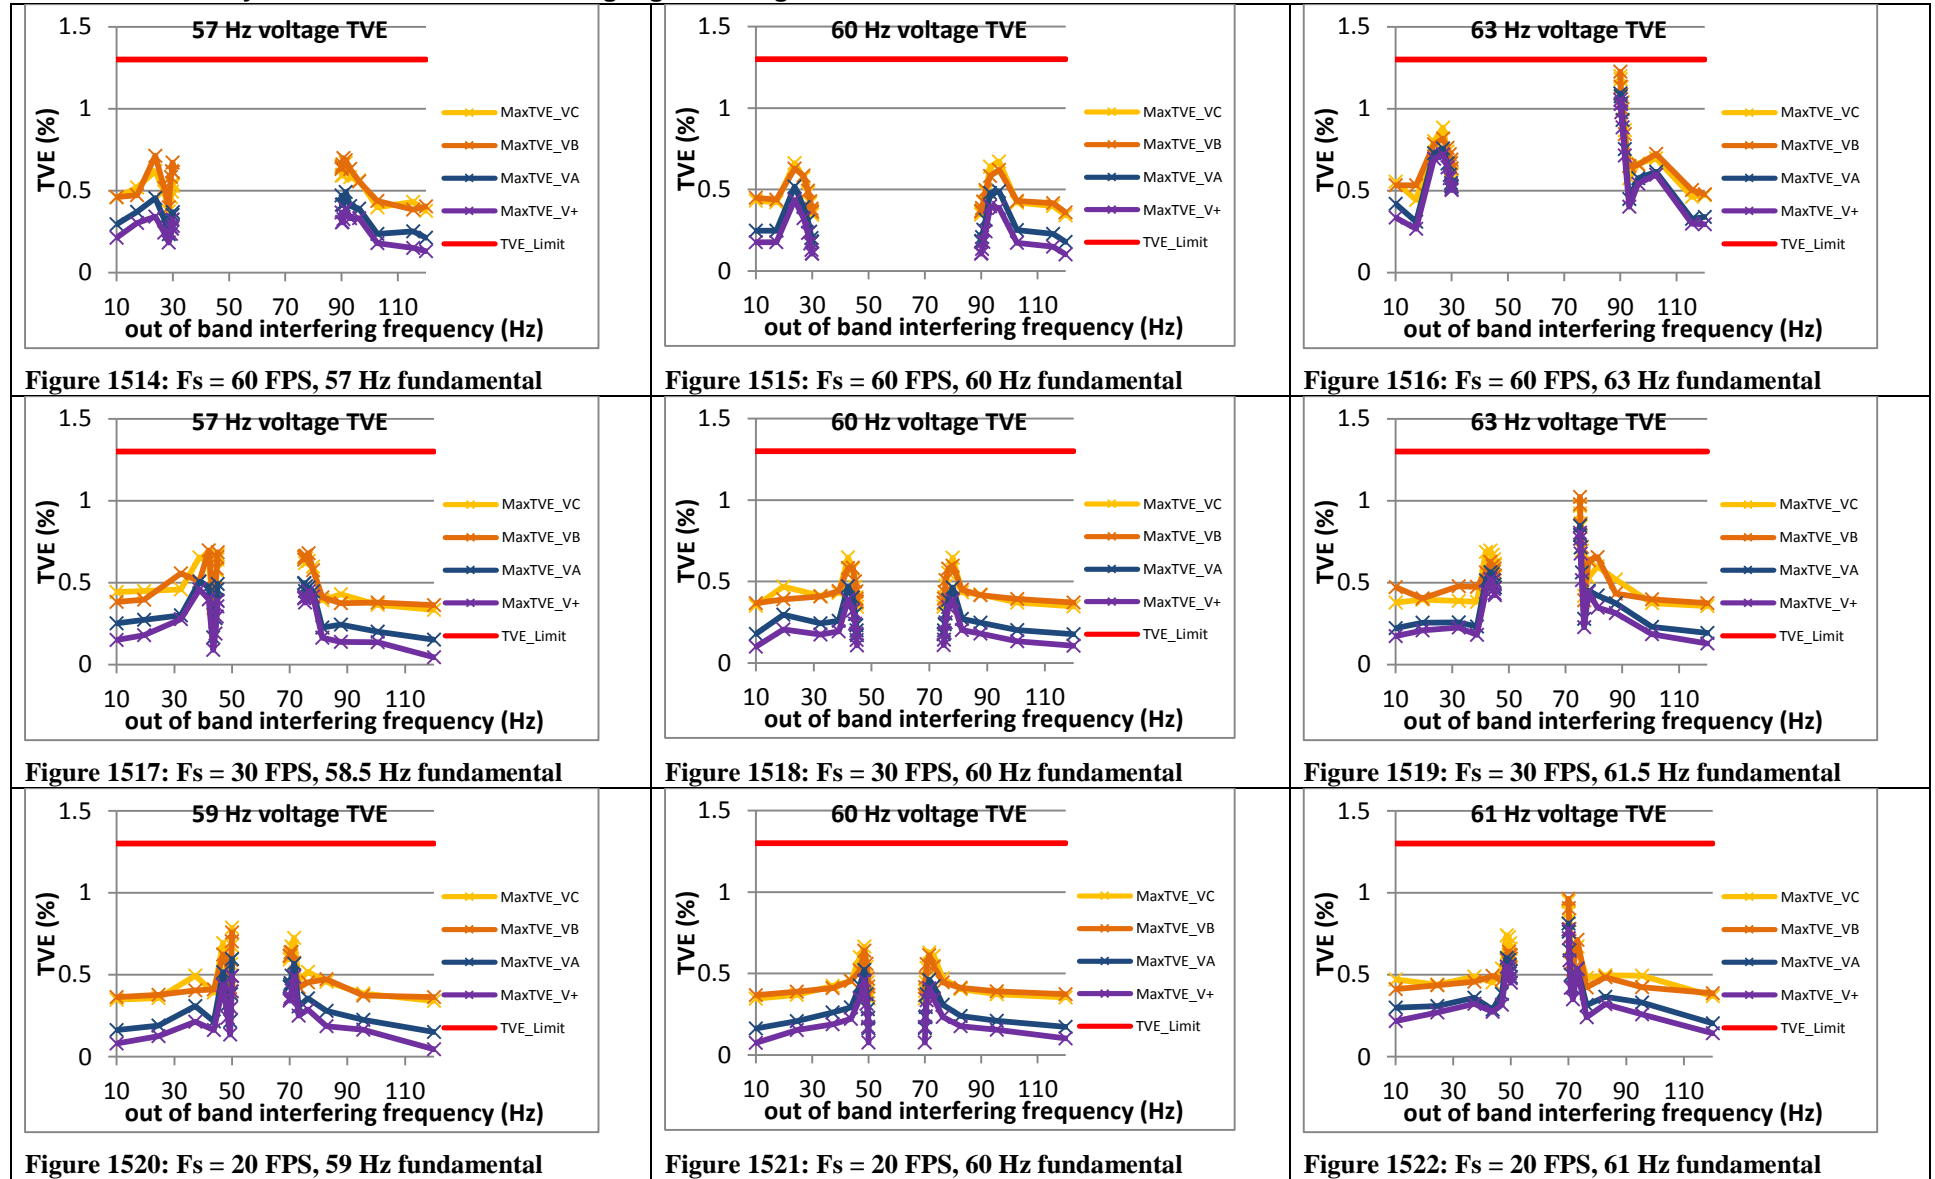 57 Hz voltage TVE
1.5
1
0.5
0
TVE (%)
10 30 50 70 90 110
out of band interfering frequency (Hz)
MaxTVE_VC
MaxTVE_VB
MaxTVE_VA
MaxTVE_V+
TVE_Limit
Figure 1514: Fs = 60 FPS, 57 Hz fundamental
60 Hz voltage TVE
1.5
1
0.5
0
TVE (%)
10 30 50 70 90 110
out of band interfering frequency (Hz)
MaxTVE_VC
MaxTVE_VB
MaxTVE_VA
MaxTVE_V+
TVE_Limit
Figure 1515: Fs = 60 FPS, 60 Hz fundamental
63 Hz voltage TVE
1.5
1
0.5
0
TVE (%)
10 30 50 70 90 110
out of band interfering frequency (Hz)
MaxTVE_VC
MaxTVE_VB
MaxTVE_VA
MaxTVE_V+
TVE_Limit
Figure 1516: Fs = 60 FPS, 63 Hz fundamental
57 Hz voltage TVE
1.5
1
0.5
0
TVE (%)
10 30 50 70 90 110
out of band interfering frequency (Hz)
MaxTVE_VC
MaxTVE_VB
MaxTVE_VA
MaxTVE_V+
TVE_Limit
Figure 1517: Fs = 30 FPS, 58.5 Hz fundamental
60 Hz voltage TVE
1.5
1
0.5
0
TVE (%)
10 30 50 70 90 110
out of band interfering frequency (Hz)
MaxTVE_VC
MaxTVE_VB
MaxTVE_VA
MaxTVE_V+
TVE_Limit
Figure 1518: Fs = 30 FPS, 60 Hz fundamental
63 Hz voltage TVE
1.5
1
0.5
0
TVE (%)
10 30 50 70 90 110
out of band interfering frequency (Hz)
MaxTVE_VC
MaxTVE_VB
MaxTVE_VA
MaxTVE_V+
TVE_Limit
Figure 1519: Fs = 30 FPS, 61.5 Hz fundamental
59 Hz voltage TVE
1.5
1
0.5
0
TVE (%)
10 30 50 70 90 110
out of band interfering frequency (Hz)
MaxTVE_VC
MaxTVE_VB
MaxTVE_VA
MaxTVE_V+
TVE_Limit
Figure 1520: Fs = 20 FPS, 59 Hz fundamental
60 Hz voltage TVE
1.5
1
0.5
0
TVE (%)
10 30 50 70 90 110
out of band interfering frequency (Hz)
MaxTVE_VC
MaxTVE_VB
MaxTVE_VA
MaxTVE_V+
TVE_Limit
Figure 1521: Fs = 20 FPS, 60 Hz fundamental
61 Hz voltage TVE
1.5
1
0.5
0
TVE (%)
10 30 50 70 90 110
out of band interfering frequency (Hz)
MaxTVE_VC
MaxTVE_VB
MaxTVE_VA
MaxTVE_V+
TVE_Limit
Figure 1522: Fs = 20 FPS, 61 Hz fundamental